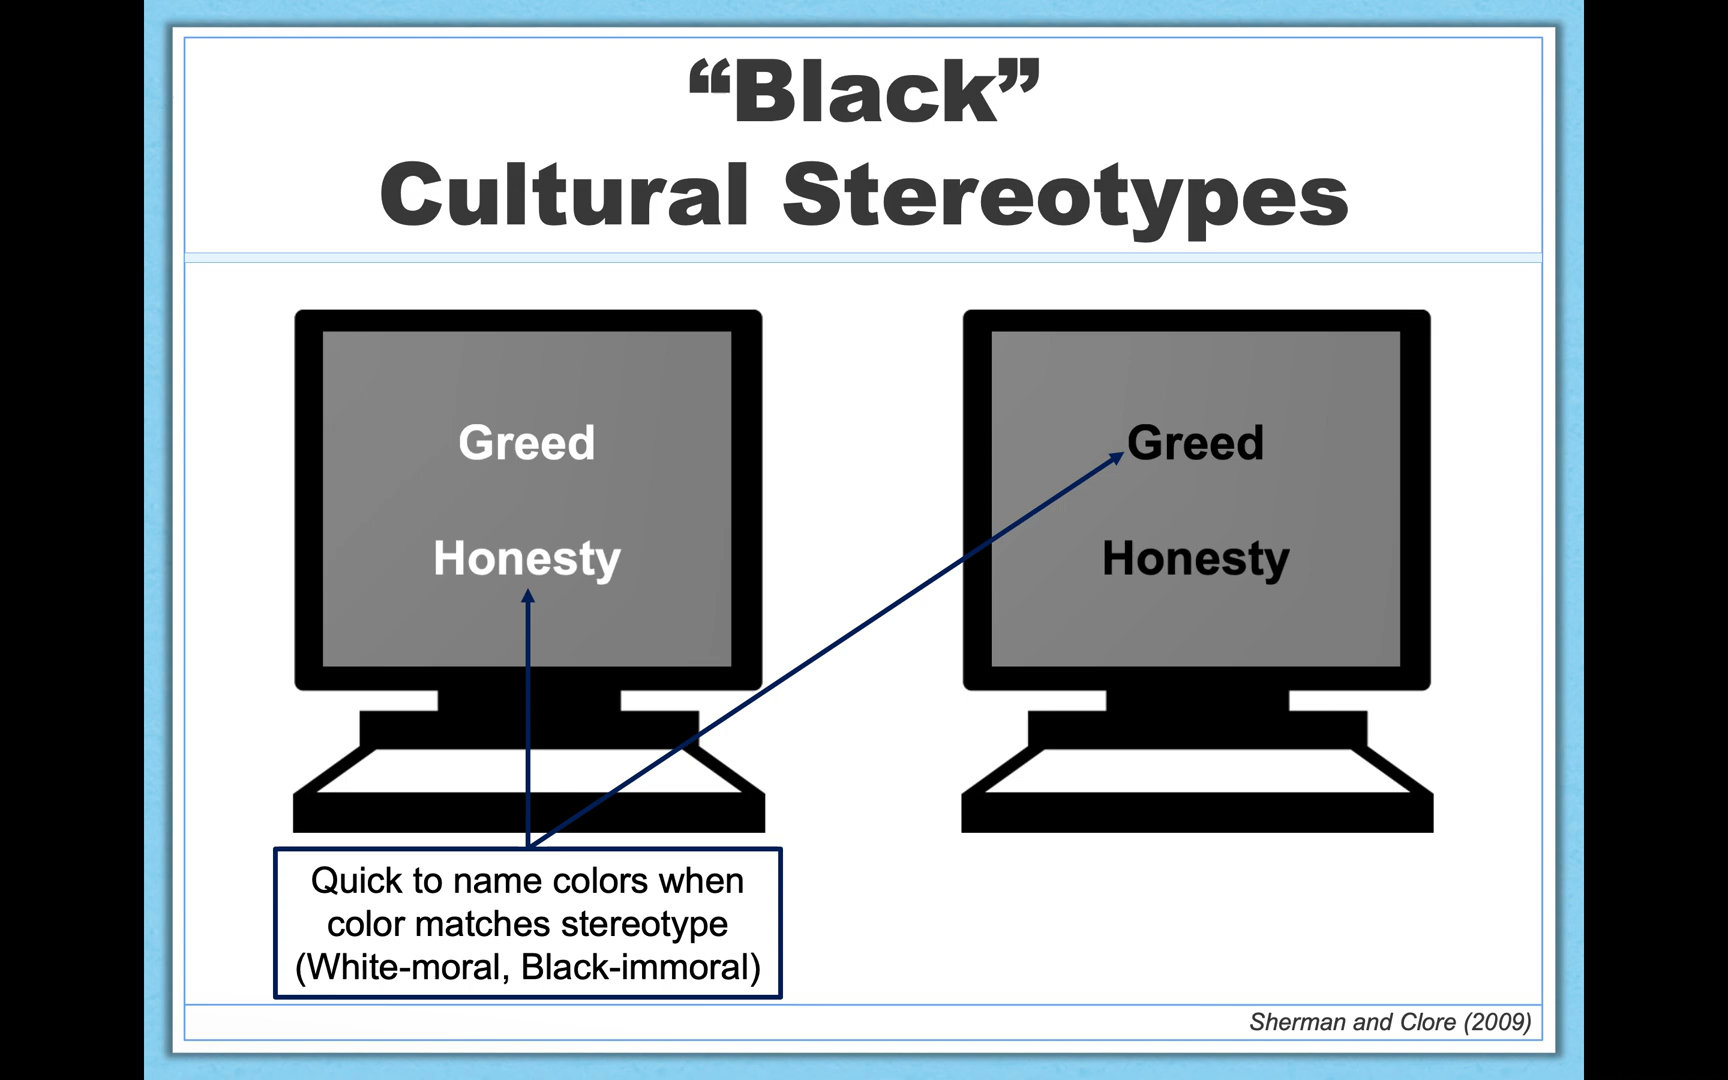 “Black”
Cultural Stereotypes
Greed
Honesty
Greed
Honesty
Quick to name colors when
color matches stereotype
(White-moral, Black-immoral)
Sherman and Clore (2009)